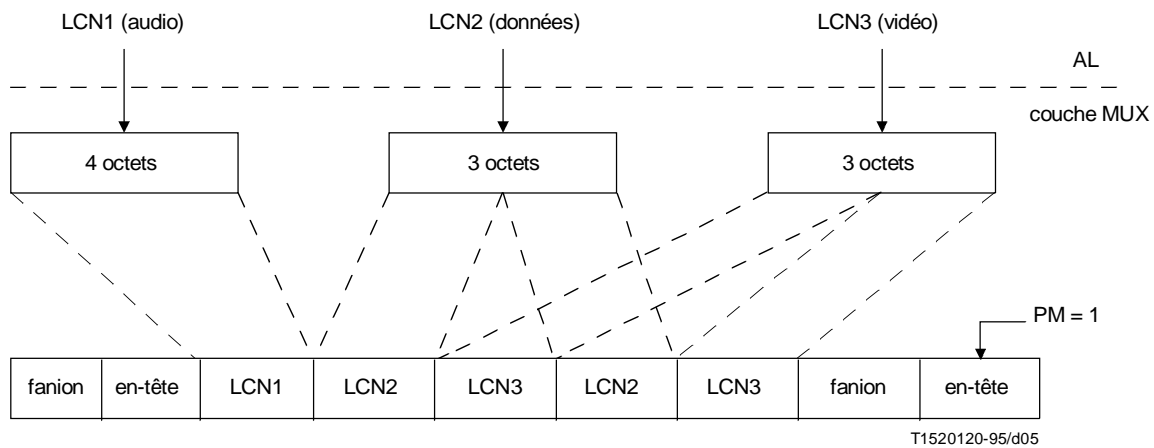 LCN1 (audio) LCN2 (données) LCN3 (vidéo)
AL
couche MUX
4 octets 3 octets 3 octets
PM = 1
fanion en-tête LCN1 LCN2 LCN3 LCN2 LCN3 fanion en-tête
T1520120-95/d05